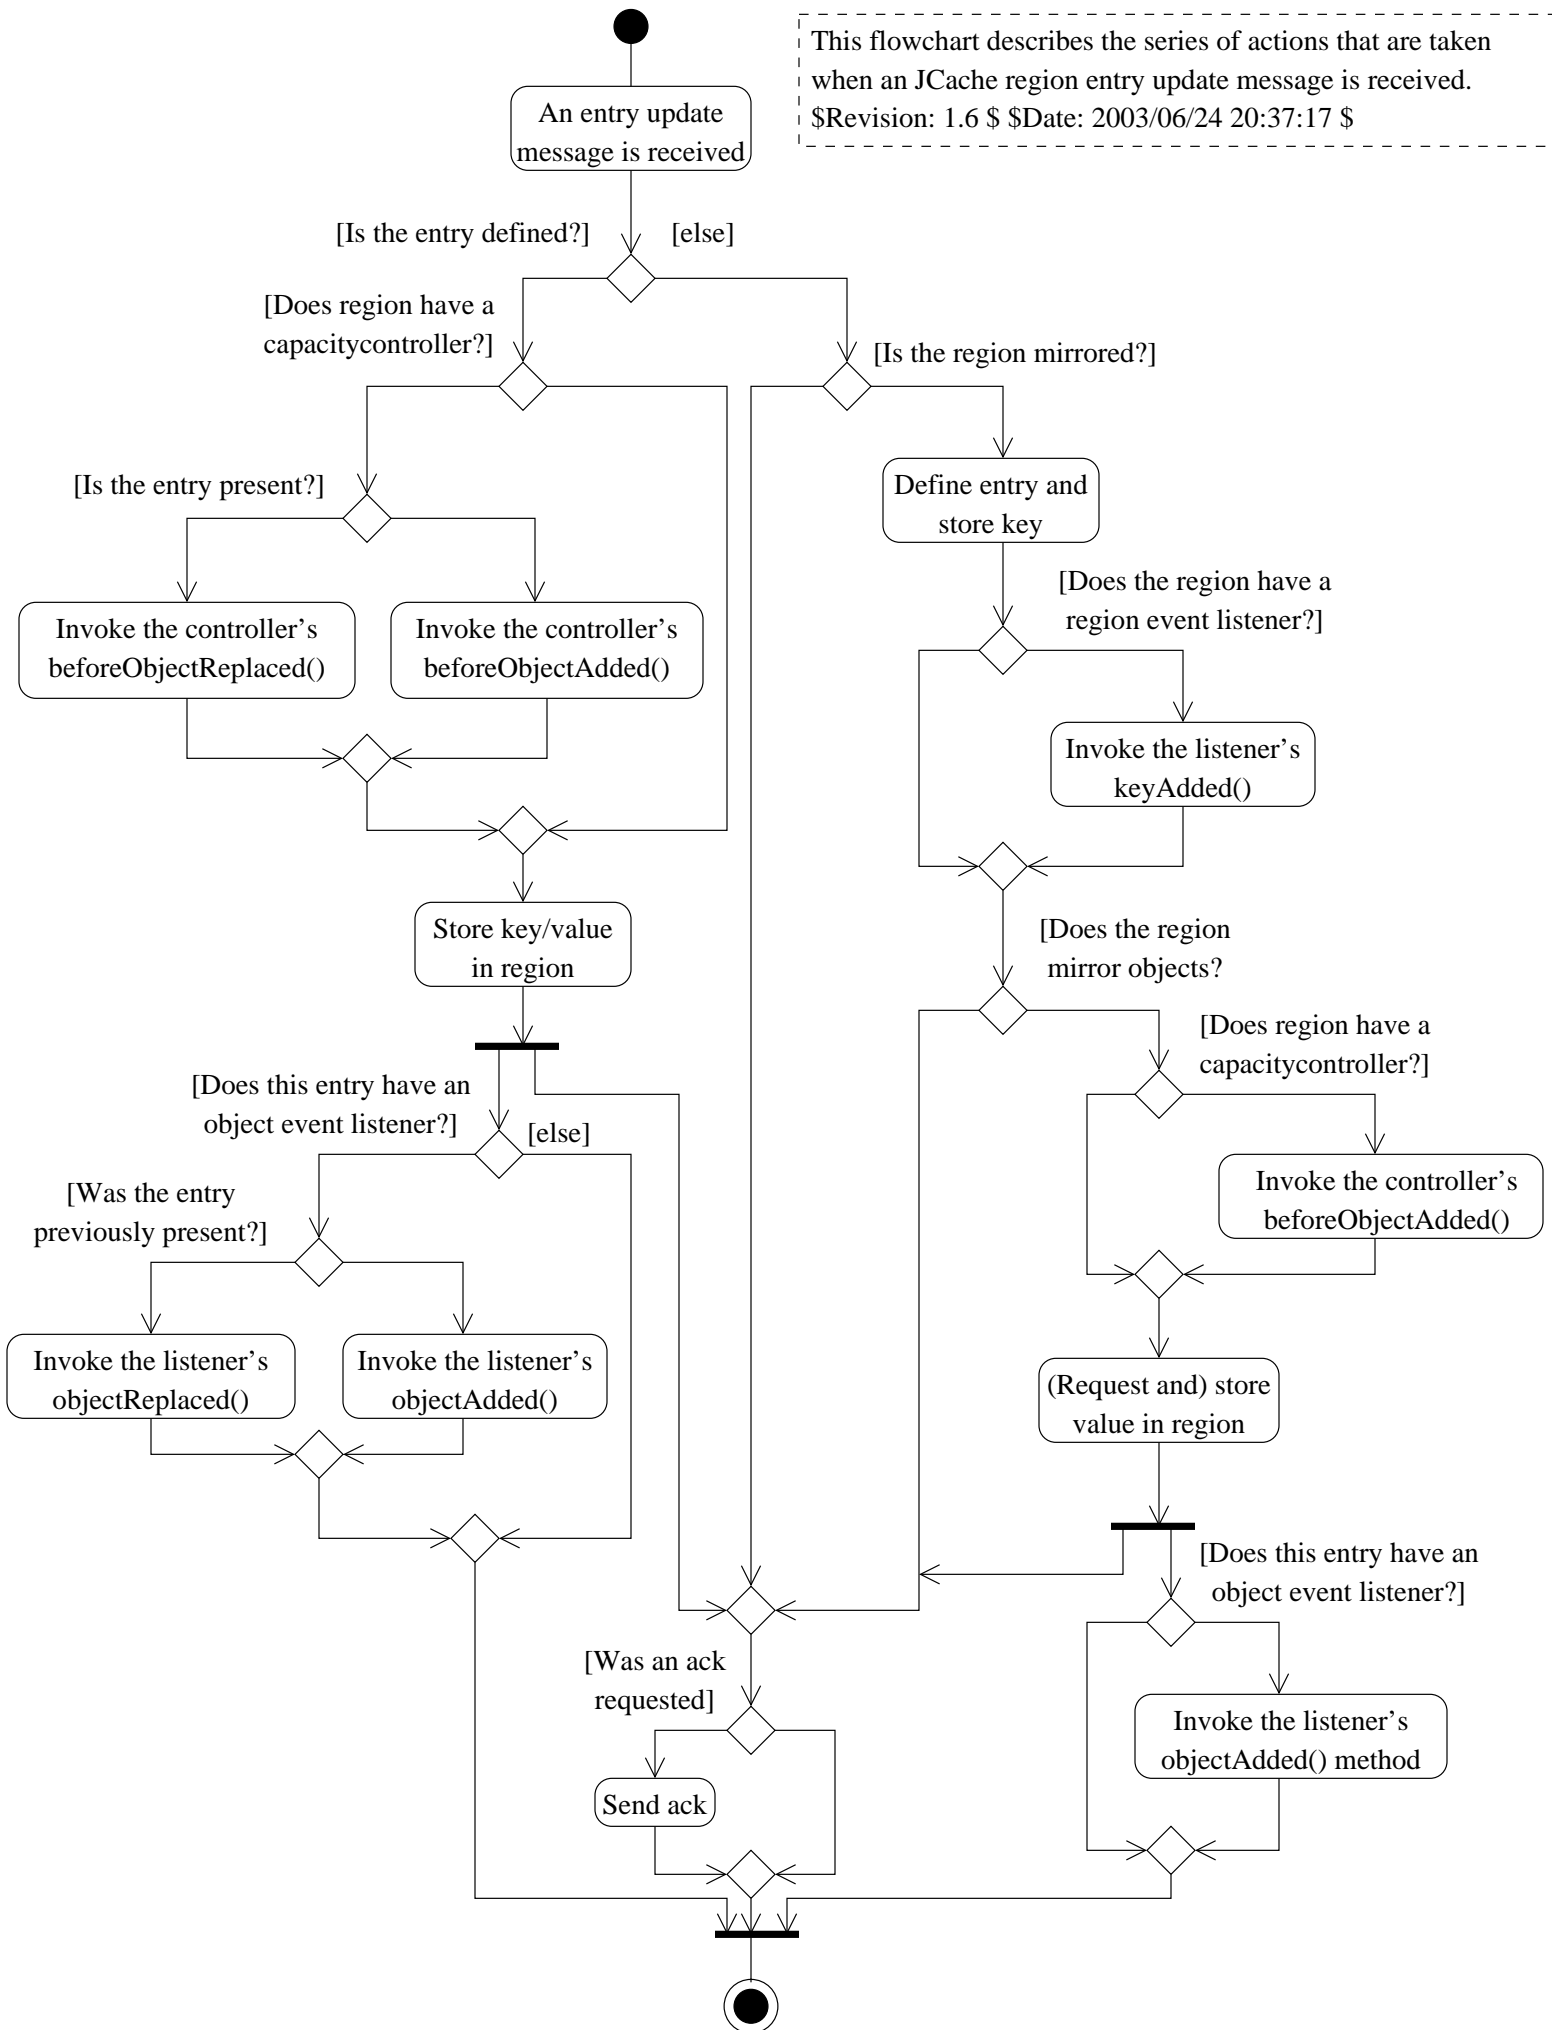 This flowchart describes the series of actions that are taken
when an JCache region entry update message is received.
$Revision: 1.6 $ $Date: 2003/06/24 20:37:17 $
An entry update
message is received
[Is the entry defined?]
[else]
[Does region have a
capacitycontroller?]
[Is the region mirrored?]
[Is the entry present?]
Define entry and
store key
Invoke the controller’s
beforeObjectReplaced()
Invoke the controller’s
beforeObjectAdded()
[Does the region have a
region event listener?]
Invoke the listener’s
keyAdded()
Store key/value
in region
[Does the region
mirror objects?
[Does region have a
capacitycontroller?]
[Does this entry have an
object event listener?]
[else]
Invoke the controller’s
beforeObjectAdded()
[Was the entry
previously present?]
Invoke the listener’s
objectReplaced()
Invoke the listener’s
objectAdded()
(Request and) store
value in region
[Does this entry have an
object event listener?]
[Was an ack
requested]
Invoke the listener’s
objectAdded() method
Send ack